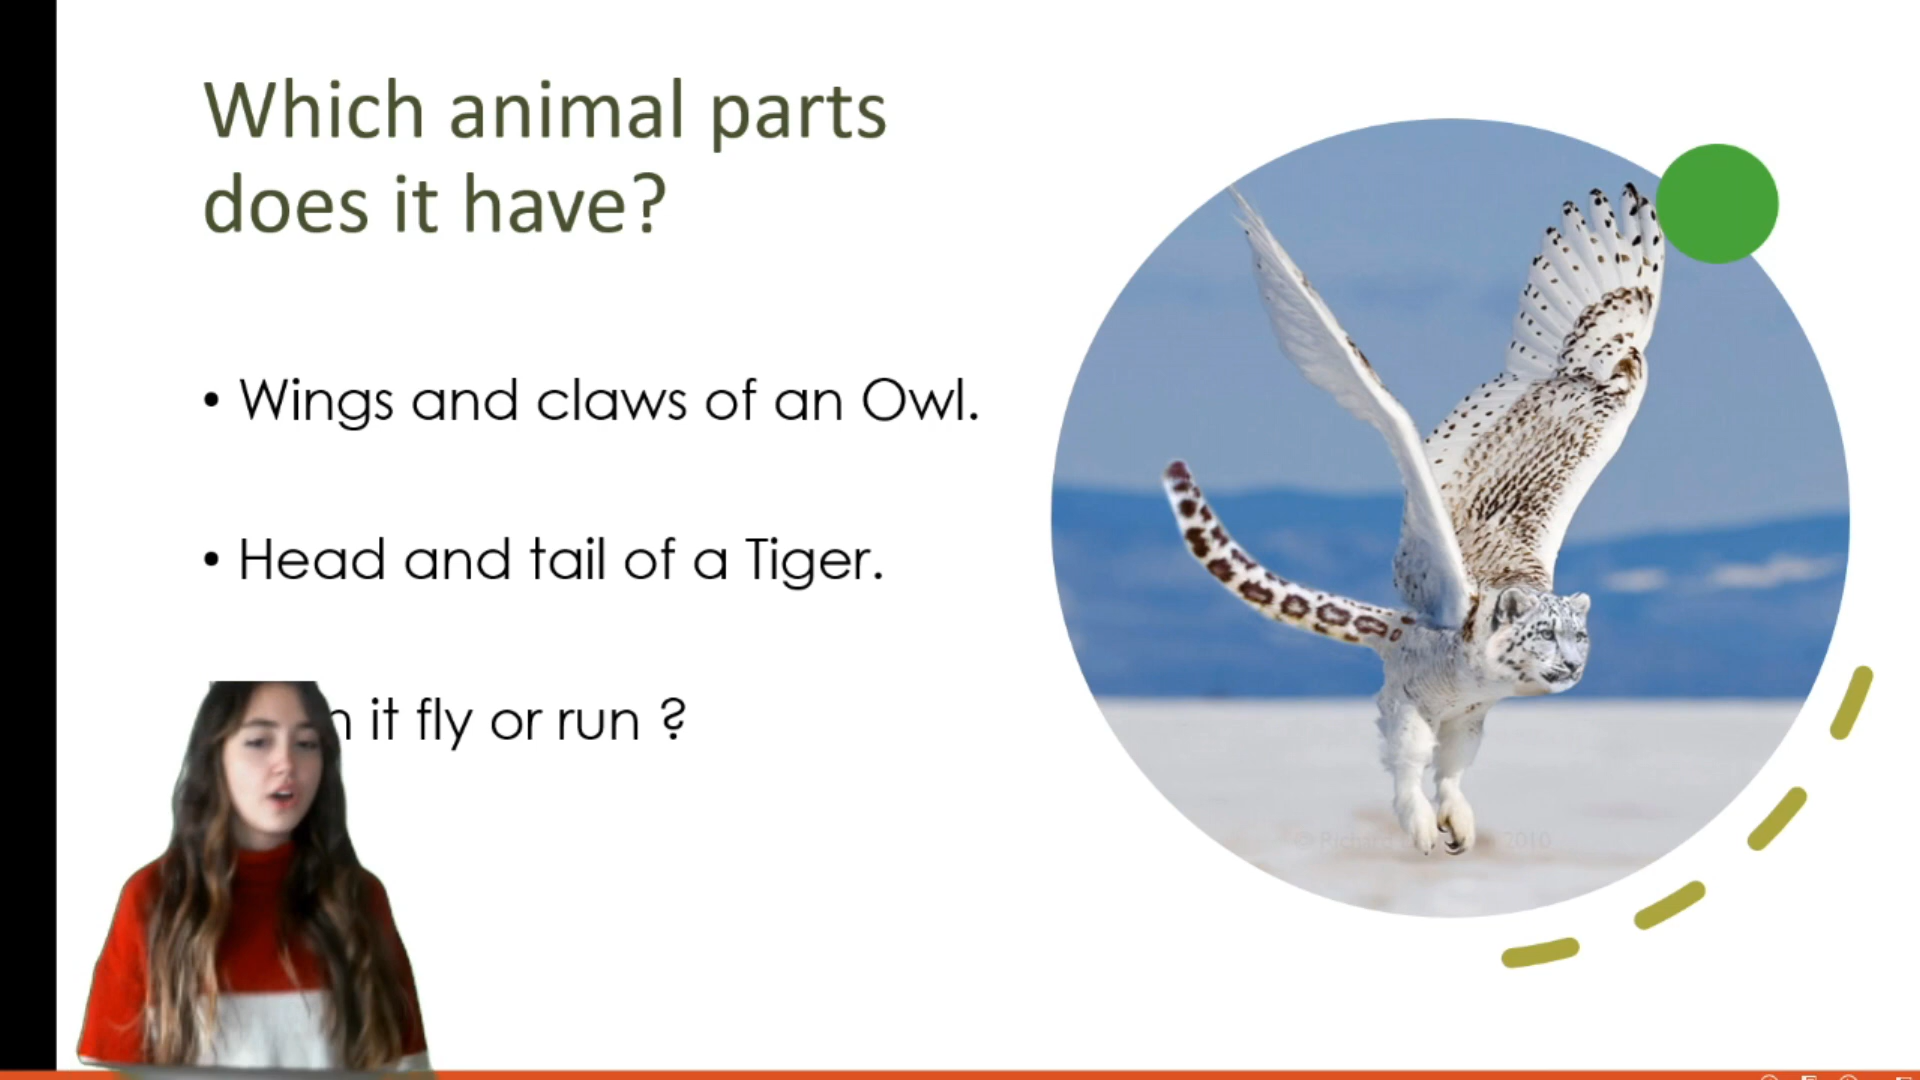 Which animal parts
does it have?
• Wings and claws of an Owl.
• Head and tail of a Tiger.
it fly or run ?